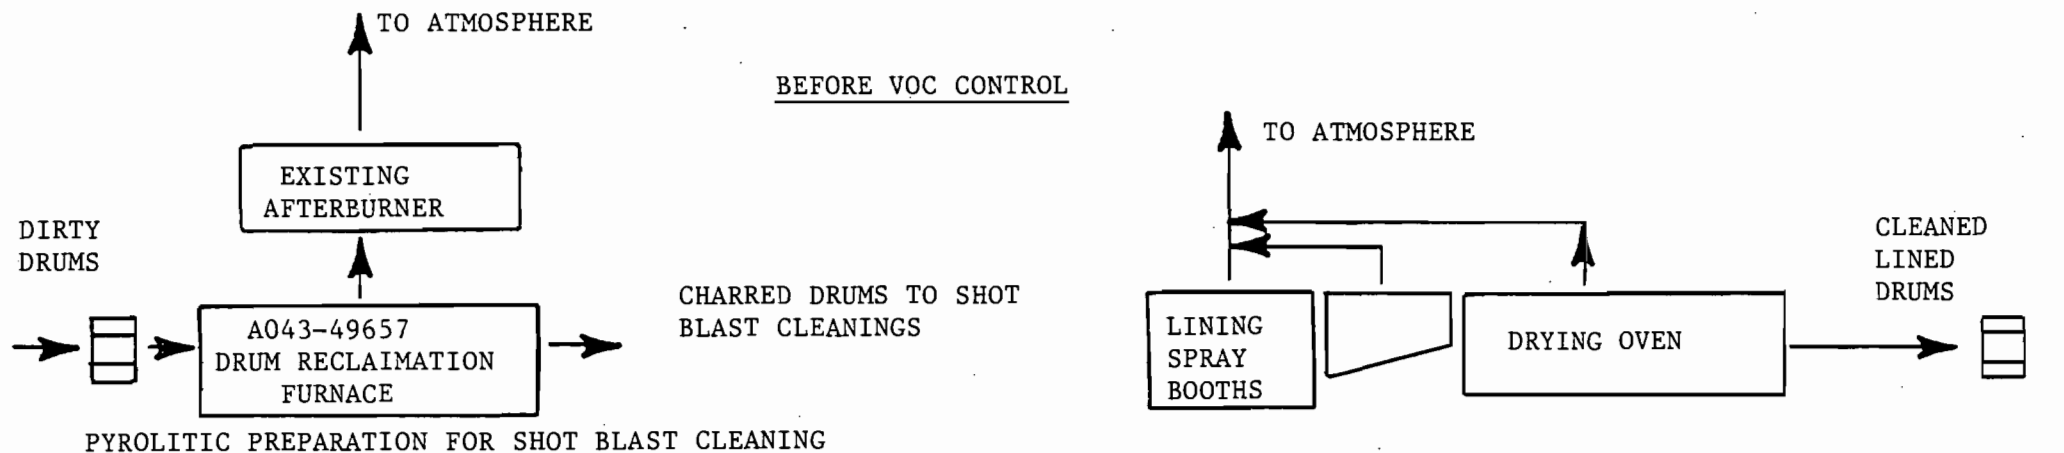 TO ATMOSPHERE
BEFORE VOC CONTROL
TO ATMOSPHERE
EXISTING
AFTERBURNER
DIRTY
DRUMS
CLEANED
LINED
DRUMS
CHARRED DRUMS TO SHOT
BLAST CLEANINGS
A043-49657
DRUM RECLAIMATION
FURNACE
LINING
SPRAY
BOOTHS
DRYING OVEN
PYROLITIC PREPARATION FOR SHOT BLAST CLEANING